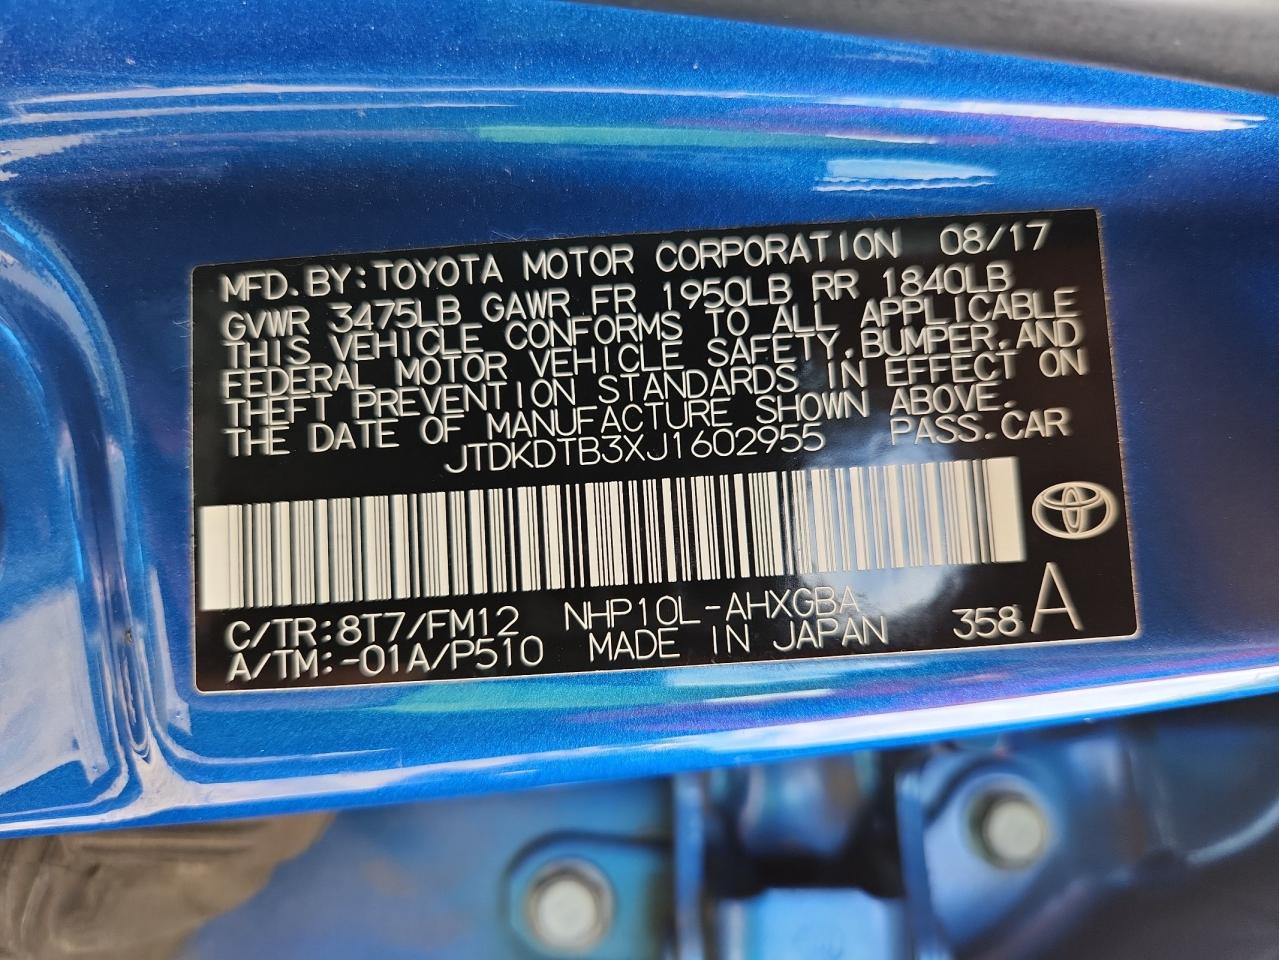 MFD. BY: TOYOTA MOTOR CORPORATION 08/17
GVWR 3475LB GAWR FR 1950LB RR 1840LB
THIS VEHICLE CONFORMS TO ALL APPLICABLE
FEDERAL MOTOR VEHICLE SAFETY, BUMPER, AND
THEFT PREVENTION STANDARDS IN EFFECT ON
THE DATE OF MANUFACTURE SHOWN ABOVE.
JTDKDTB3XJ1602955 PASS. CAR
C/TR: 8T7/FM12 NHP10L-AHXGBA
A/TM: -01A/P510 MADE IN JAPAN 358 A